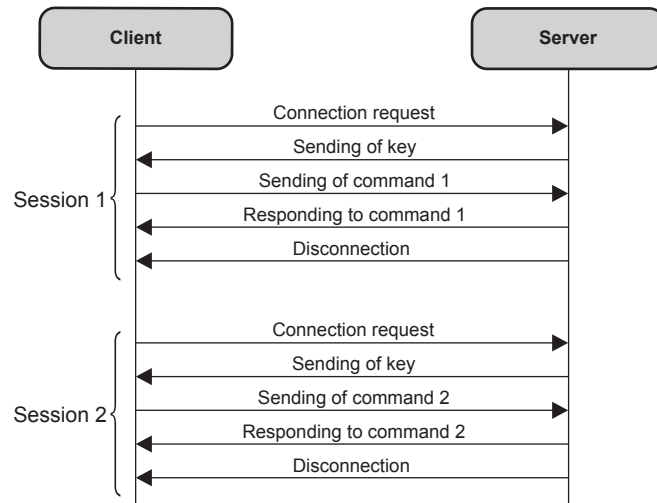 Client
Server
Session 1
Connection request
Sending of key
Sending of command 1
Responding to command 1
Disconnection
Session 2
Connection request
Sending of key
Sending of command 2
Responding to command 2
Disconnection